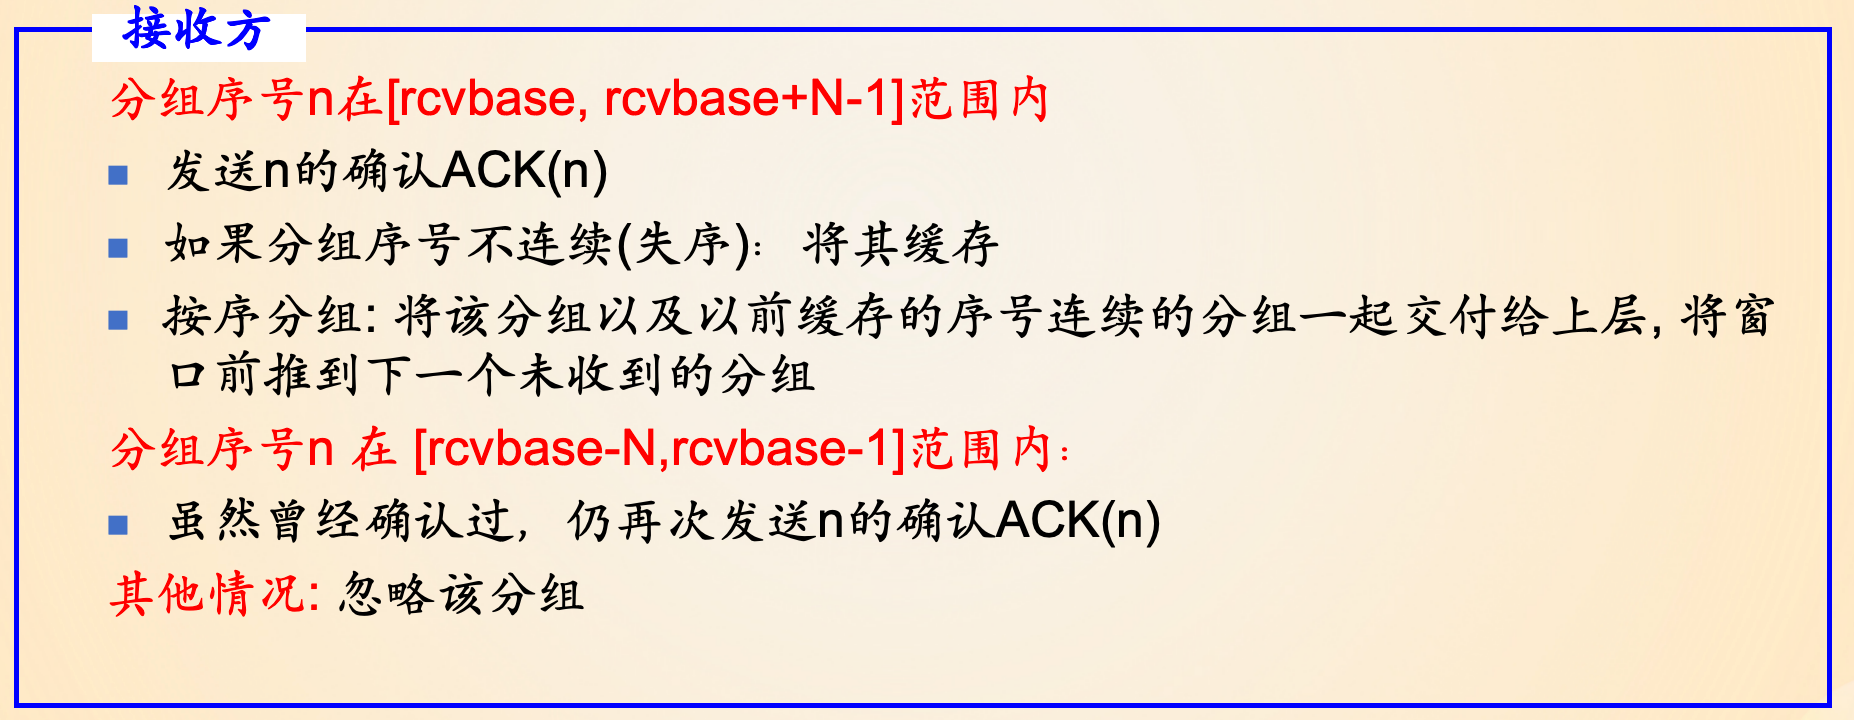 接收方
分组序号n在[rcvbase, rcvbase+N-1]范围内
发送n的确认ACK(n)
如果分组序号不连续(失序)： 将其缓存
按序分组: 将该分组以及以前缓存的序号连续的分组一起交付给上层, 将窗
口前推到下一个未收到的分组
分组序号n 在 [rcvbase-N,rcvbase-1]范围内：
虽然曾经确认过，仍再次发送n的确认ACK(n)
其他情况: 忽略该分组